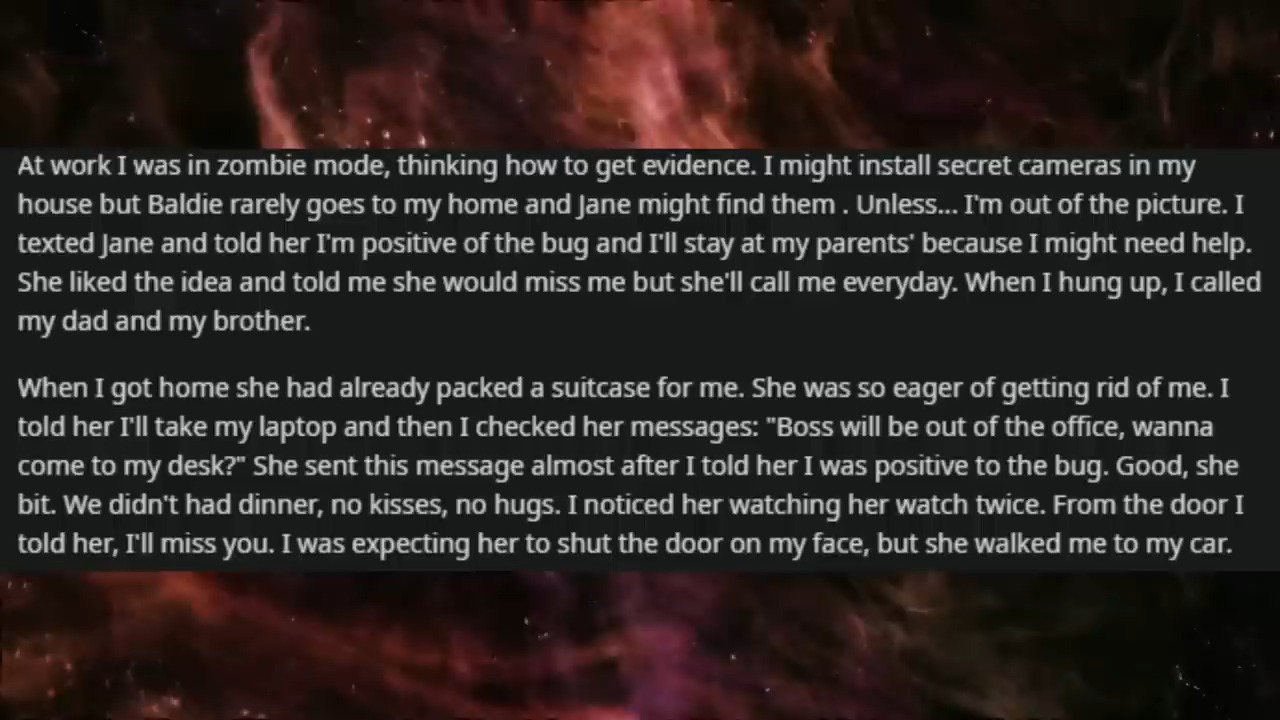 At work I was in zombie mode, thinking how to get evidence. I might install secret cameras in my
house but Baldie rarely goes to my home and Jane might find them . Unless... I'm out of the picture. I
texted Jane and told her I'm positive of the bug and I'll stay at my parents' because I might need help.
She liked the idea and told me she would miss me but she'll call me everyday. When I hung up, I called
my dad and my brother.
When I got home she had already packed a suitcase for me. She was so eager of getting rid of me. I
told her I'll take my laptop and then I checked her messages: "Boss will be out of the office, wanna
come to my desk?" She sent this message almost after I told her I was positive to the bug. Good, she
bit. We didn't had dinner, no kisses, no hugs. I noticed her watching her watch twice. From the door I
told her, I'll miss you. I was expecting her to shut the door on my face, but she walked me to my car.